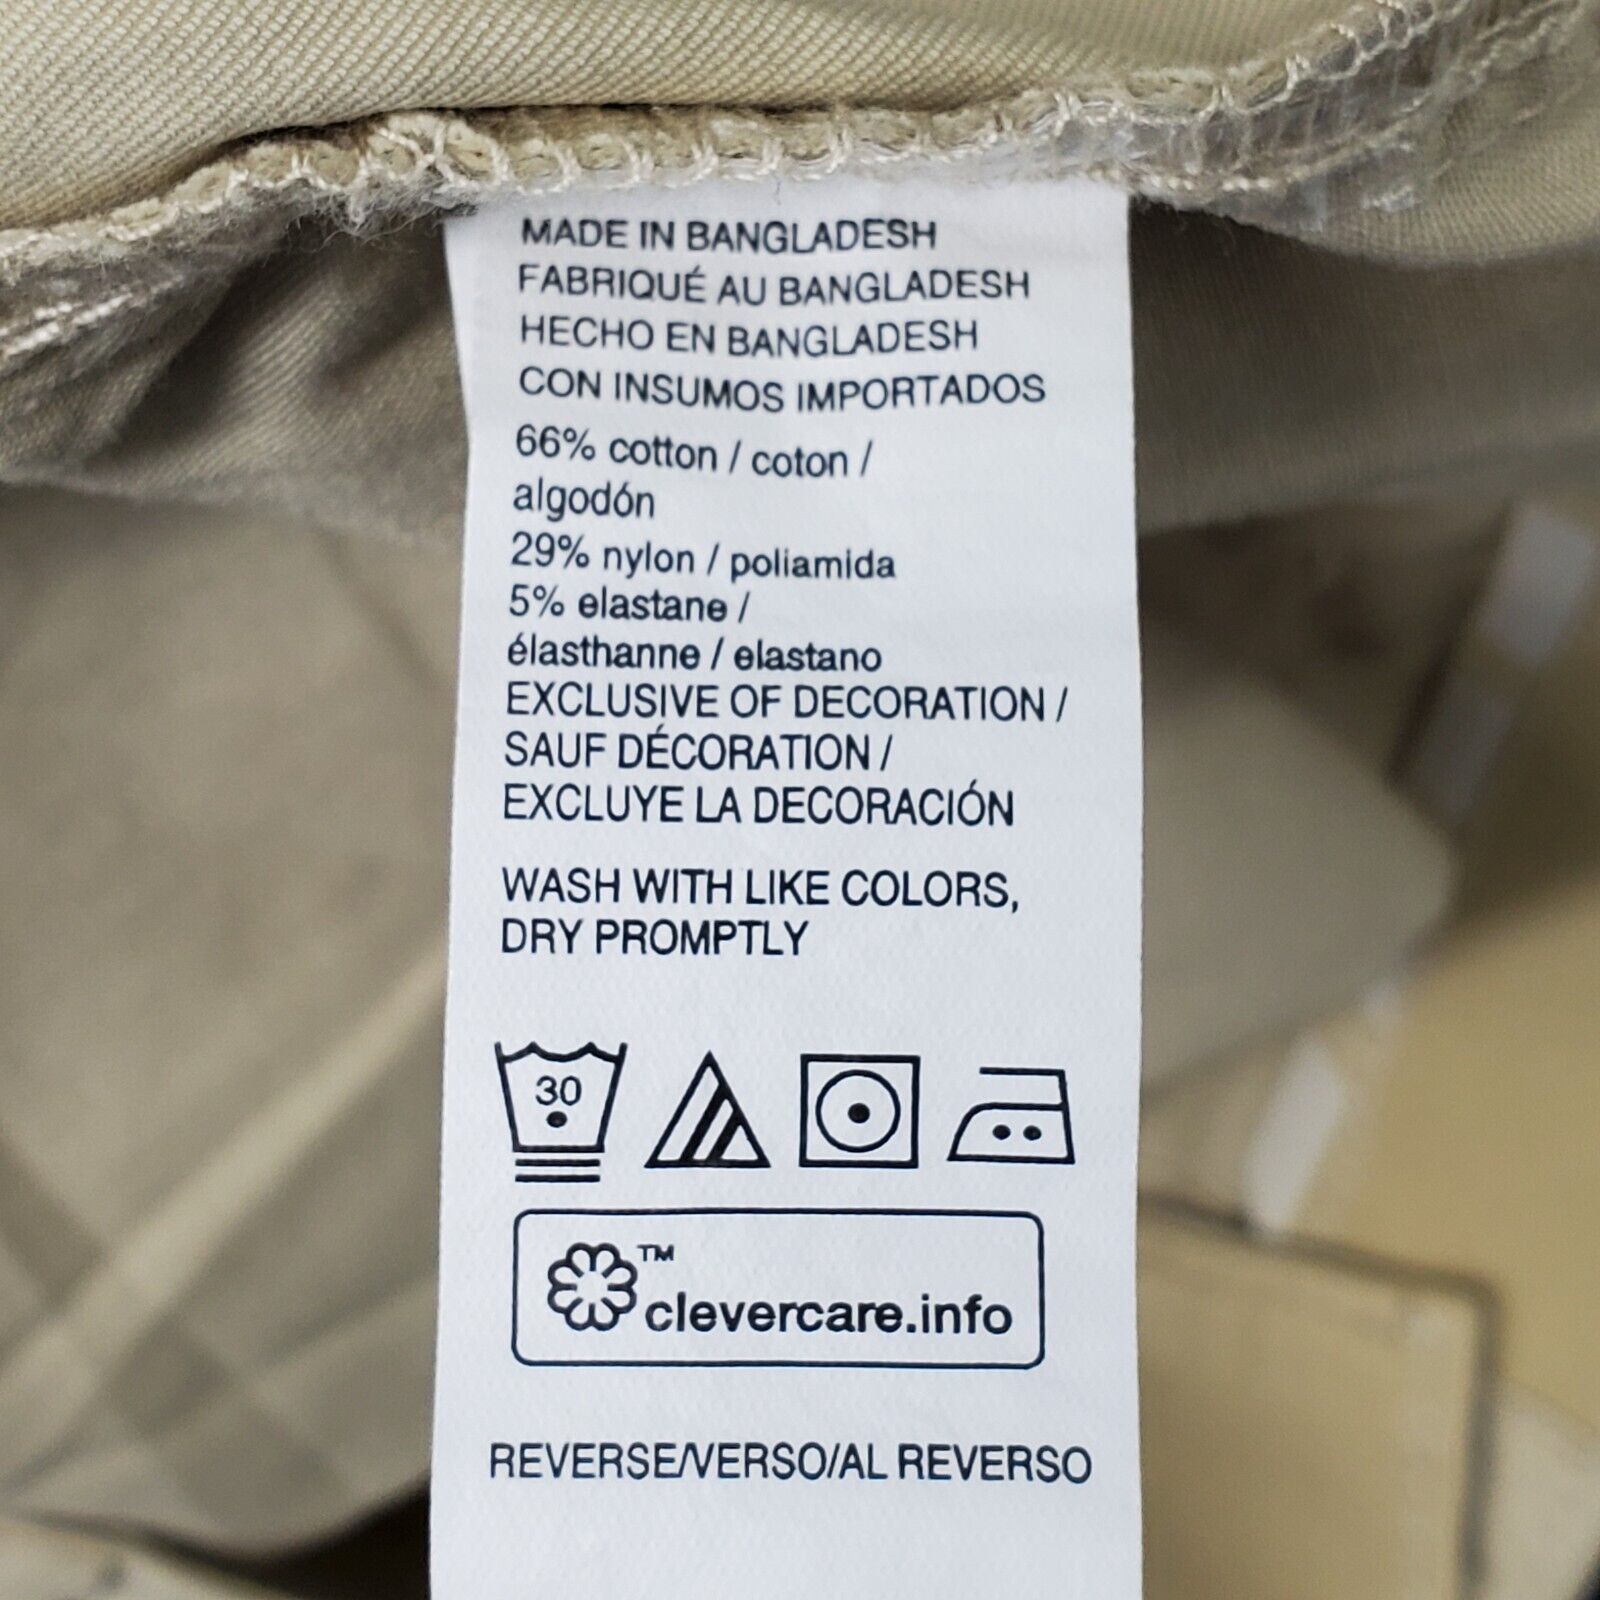 MADE IN BANGLADESH
FABRIQUÉ AU BANGLADESH
HECHO EN BANGLADESH
CON INSUMOS IMPORTADOS
66% cotton / coton /
algodón
29% nylon / poliamida
5% elastane /
élasthanne / elastano
EXCLUSIVE OF DECORATION /
SAUF DÉCORATION /
EXCLUYE LA DECORACIÓN
WASH WITH LIKE COLORS,
DRY PROMPTLY
30
™
clevercare.info
REVERSE/VERSO/AL REVERSO